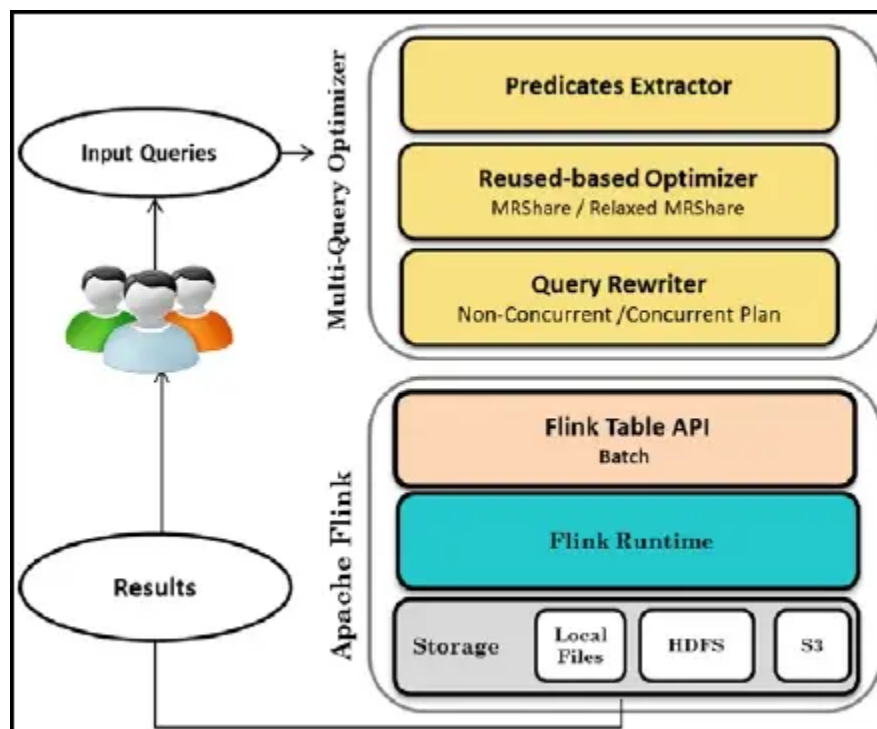 Input Queries
Multi-Query Optimizer
Predicates Extractor
Reused-based Optimizer
MRShare / Relaxed MRShare
Query Rewriter
Non-Concurrent /Concurrent Plan
Results
Apache Flink
Flink Table API
Batch
Flink Runtime
Storage
Local
Files
HDFS
S3